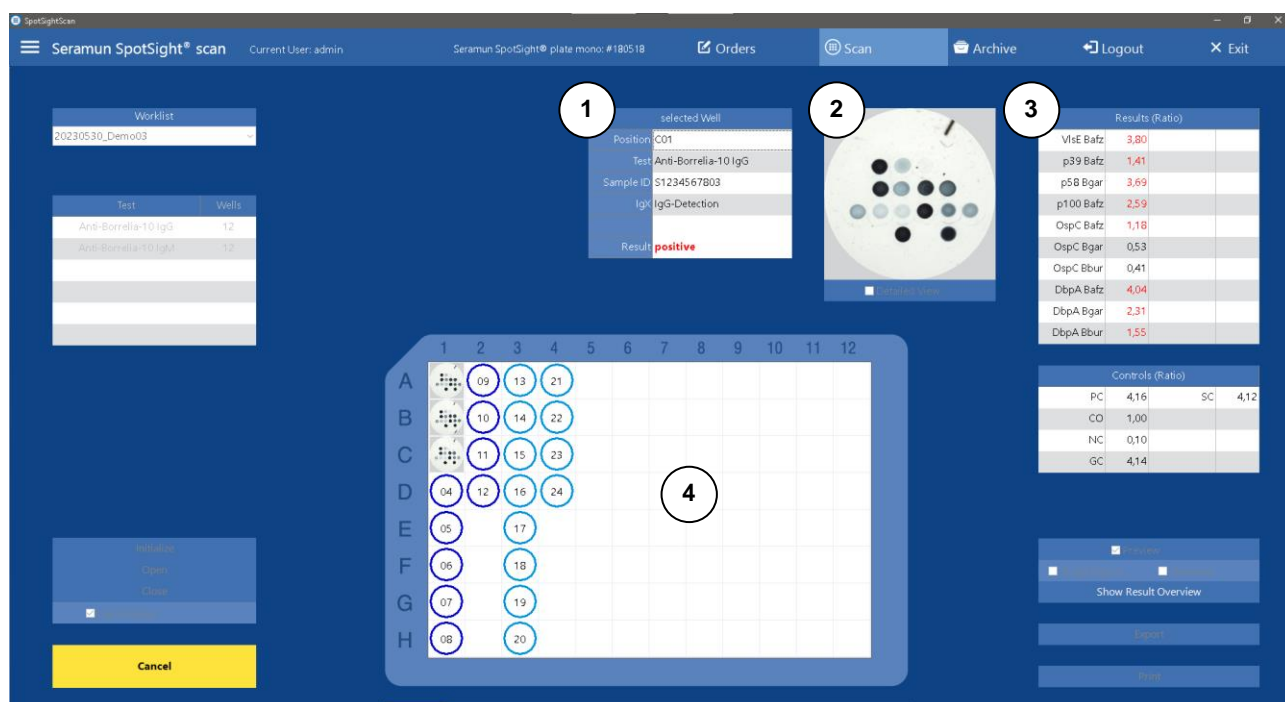 SpotSightScan
Seramun SpotSight® scan
Current User: admin
Seramun SpotSight® plate mono: #180518
Orders
Scan
Archive
Logout
Exit
Worklist
20230530_Demo03
Test Wells
Anti-Borrelia-10 IgG 12
Anti-Borrelia-10 IgM 12
1
selected Well
Position C01
Test Anti-Borrelia-10 IgG
Sample ID S1234567803
IgX IgG-Detection
Result positive
2
Detailed View
3
Results (Ratio)
VlsE Bafz 3,80
p39 Bafz 1,41
p58 Bgar 3,69
p100 Bafz 2,59
OspC Bafz 1,18
OspC Bgar 0,53
OspC Bbur 0,41
DbpA Bafz 4,04
DbpA Bgar 2,31
DbpA Bbur 1,55
Controls (Ratio)
PC 4,16 SC 4,12
CO 1,00
NC 0,10
GC 4,14
1 2 3 4 5 6 7 8 9 10 11 12
A 09 13 21
B 10 14 22
C 11 15 23
D 04 12 16 24
E 05 17
F 06 18
G 07 19
H 08 20
4
Initialize
Open
Close
Cancel
Preview
Show Result Overview
Export
Print